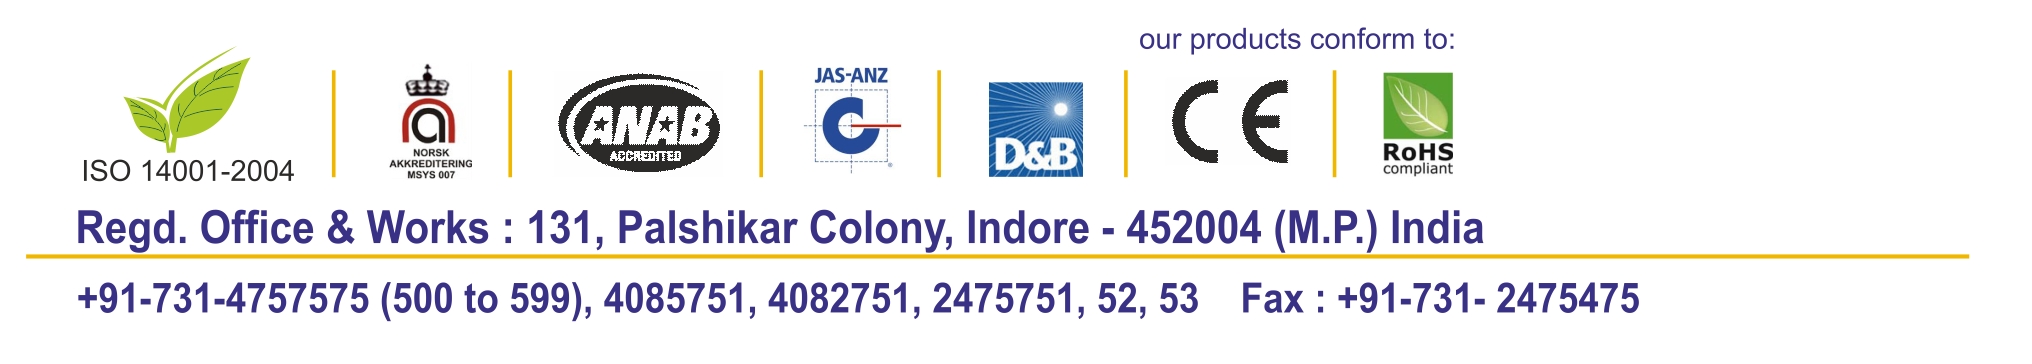 our products conform to:
ISO 14001-2004
NORSK
AKKREDITERING
MSYS 007
ANAB
ACCREDITED
JAS-ANZ
®
D&B
CE
RoHS
compliant
Regd. Office & Works : 131, Palshikar Colony, Indore - 452004 (M.P.) India
+91-731-4757575 (500 to 599), 4085751, 4082751, 2475751, 52, 53 Fax : +91-731- 2475475